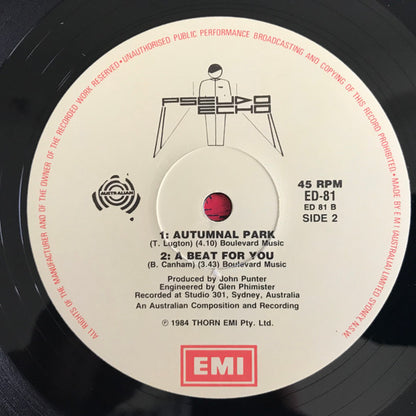 ALL RIGHTS OF THE MANUFACTURER AND OF THE OWNER OF THE RECORDED WORK RESERVED•UNAUTHORISED PUBLIC PERFORMANCE BROADCASTING AND COPYING OF THIS RECORD PROHIBITED•MADE BY E M I (AUSTRALIA) LIMITED SYDNEY, N.S.W.
PSEUDO
ECHO
AUSTRALIAN
45 RPM
ED-81
ED 81 B
SIDE 2
1: AUTUMNAL PARK
(T. Lugton) (4.10) Boulevard Music
2: A BEAT FOR YOU
(B. Canham) (3.43) Boulevard Music
Produced by John Punter
Engineered by Glen Phimister
Recorded at Studio 301, Sydney, Australia
An Australian Composition and Recording
℗ 1984 THORN EMI Pty. Ltd.
EMI